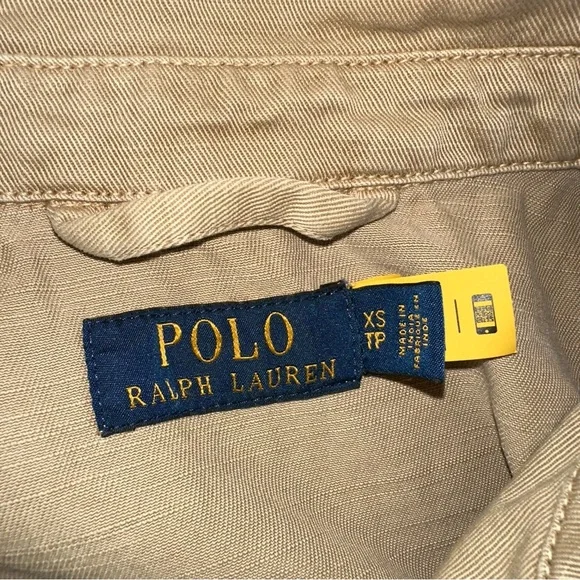 POLO
RALPH LAUREN
XS
TP
MADE IN
INDIA
FABRIQUÉ EN
INDE